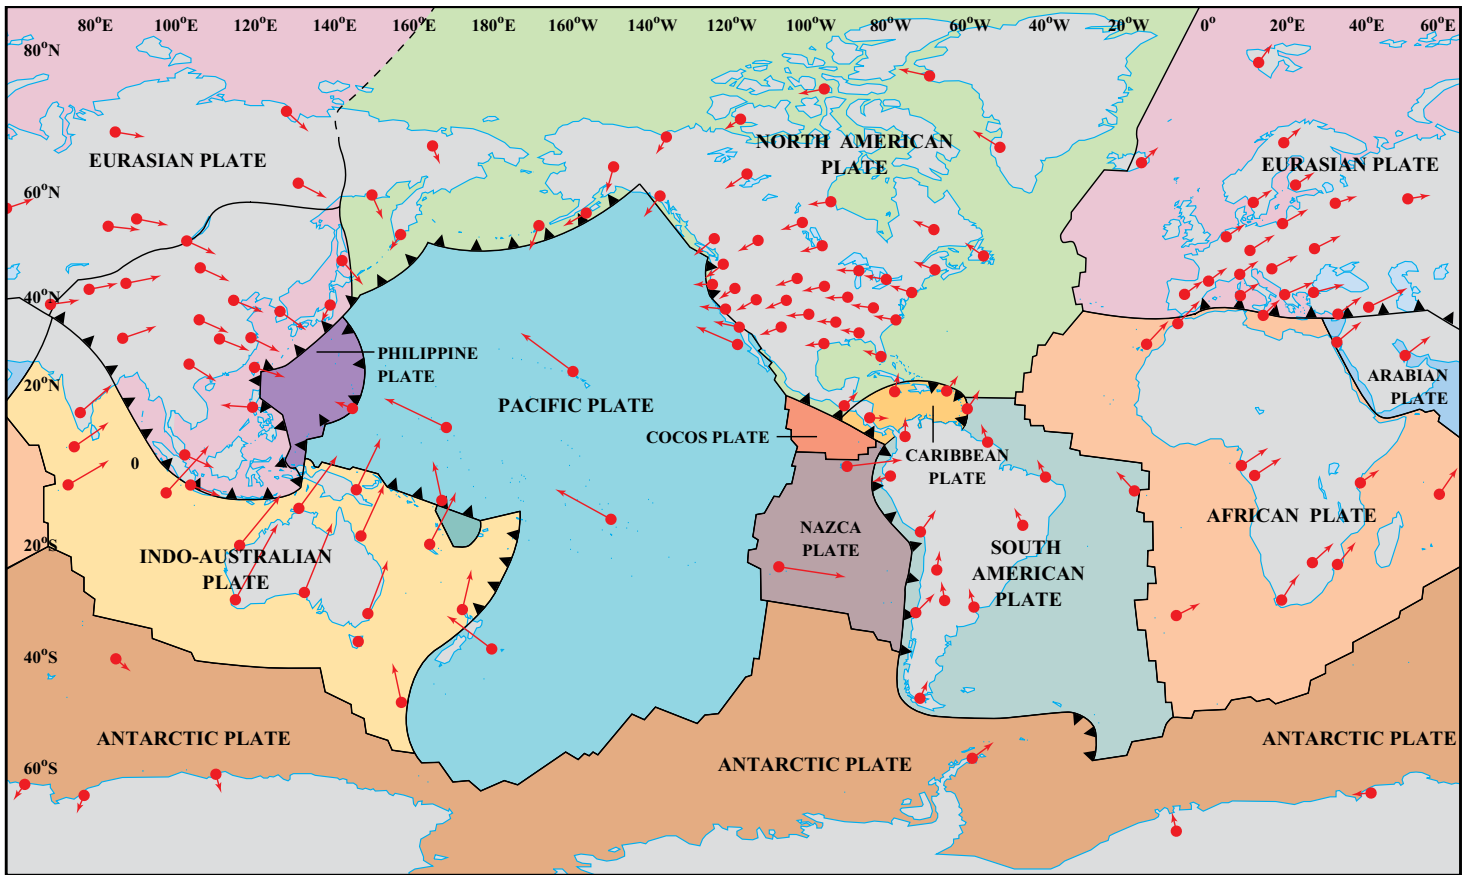 80°E 100°E 120°E 140°E 160°E 180°E 160°W 140°W 120°W 100°W 80°W 60°W 40°W 20°W 0° 20°E 40°E 60°E
80°N
60°N
40°N
20°N
0
20°S
40°S
60°S
EURASIAN PLATE
NORTH AMERICAN
PLATE
EURASIAN PLATE
PHILIPPINE
PLATE
PACIFIC PLATE
COCOS PLATE
CARIBBEAN
PLATE
ARABIAN
PLATE
NAZCA
PLATE
SOUTH
AMERICAN
PLATE
AFRICAN PLATE
INDO-AUSTRALIAN
PLATE
ANTARCTIC PLATE
ANTARCTIC PLATE
ANTARCTIC PLATE